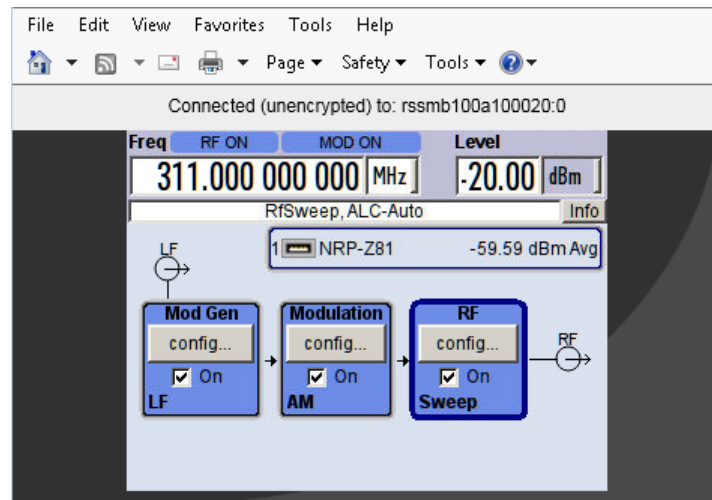 File Edit View Favorites Tools Help
Page Safety Tools
Connected (unencrypted) to: rssmb100a100020:0
Freq RF ON MOD ON Level
311.000 000 000 MHz -20.00 dBm
RfSweep, ALC-Auto Info
1 NRP-Z81 -59.59 dBm Avg
LF
Mod Gen Modulation RF
config... config... config... RF
On On On
LF AM Sweep